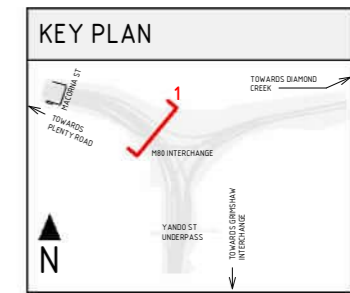 KEY PLAN
TOWARDS DIAMOND
CREEK
MACORNA ST
1
TOWARDS
PLENTY ROAD
M80 INTERCHANGE
YANDO ST
UNDERPASS
TOWARDS GRIMSHAW
INTERCHANGE
N